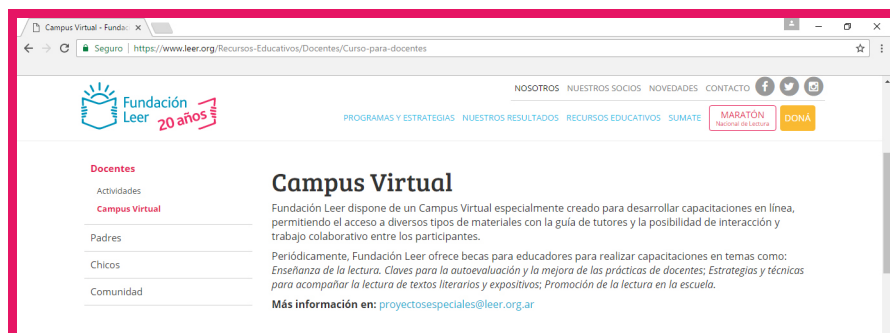 Campus Virtual - Fundac
Seguro | https://www.leer.org/Recursos-Educativos/Docentes/Curso-para-docentes
NOSOTROS NUESTROS SOCIOS NOVEDADES CONTACTO
Fundación
Leer 20 años
PROGRAMAS Y ESTRATEGIAS NUESTROS RESULTADOS RECURSOS EDUCATIVOS SUMATE
MARATÓN
Nacional de Lectura
DONÁ
Docentes
Actividades
Campus Virtual
Padres
Chicos
Comunidad
Campus Virtual
Fundación Leer dispone de un Campus Virtual especialmente creado para desarrollar capacitaciones en línea,
permitiendo el acceso a diversos tipos de materiales con la guía de tutores y la posibilidad de interacción y
trabajo colaborativo entre los participantes.
Periódicamente, Fundación Leer ofrece becas para educadores para realizar capacitaciones en temas como:
Enseñanza de la lectura. Claves para la autoevaluación y la mejora de las prácticas de docentes; Estrategias y técnicas
para acompañar la lectura de textos literarios y expositivos; Promoción de la lectura en la escuela.
Más información en: proyectosespeciales@leer.org.ar